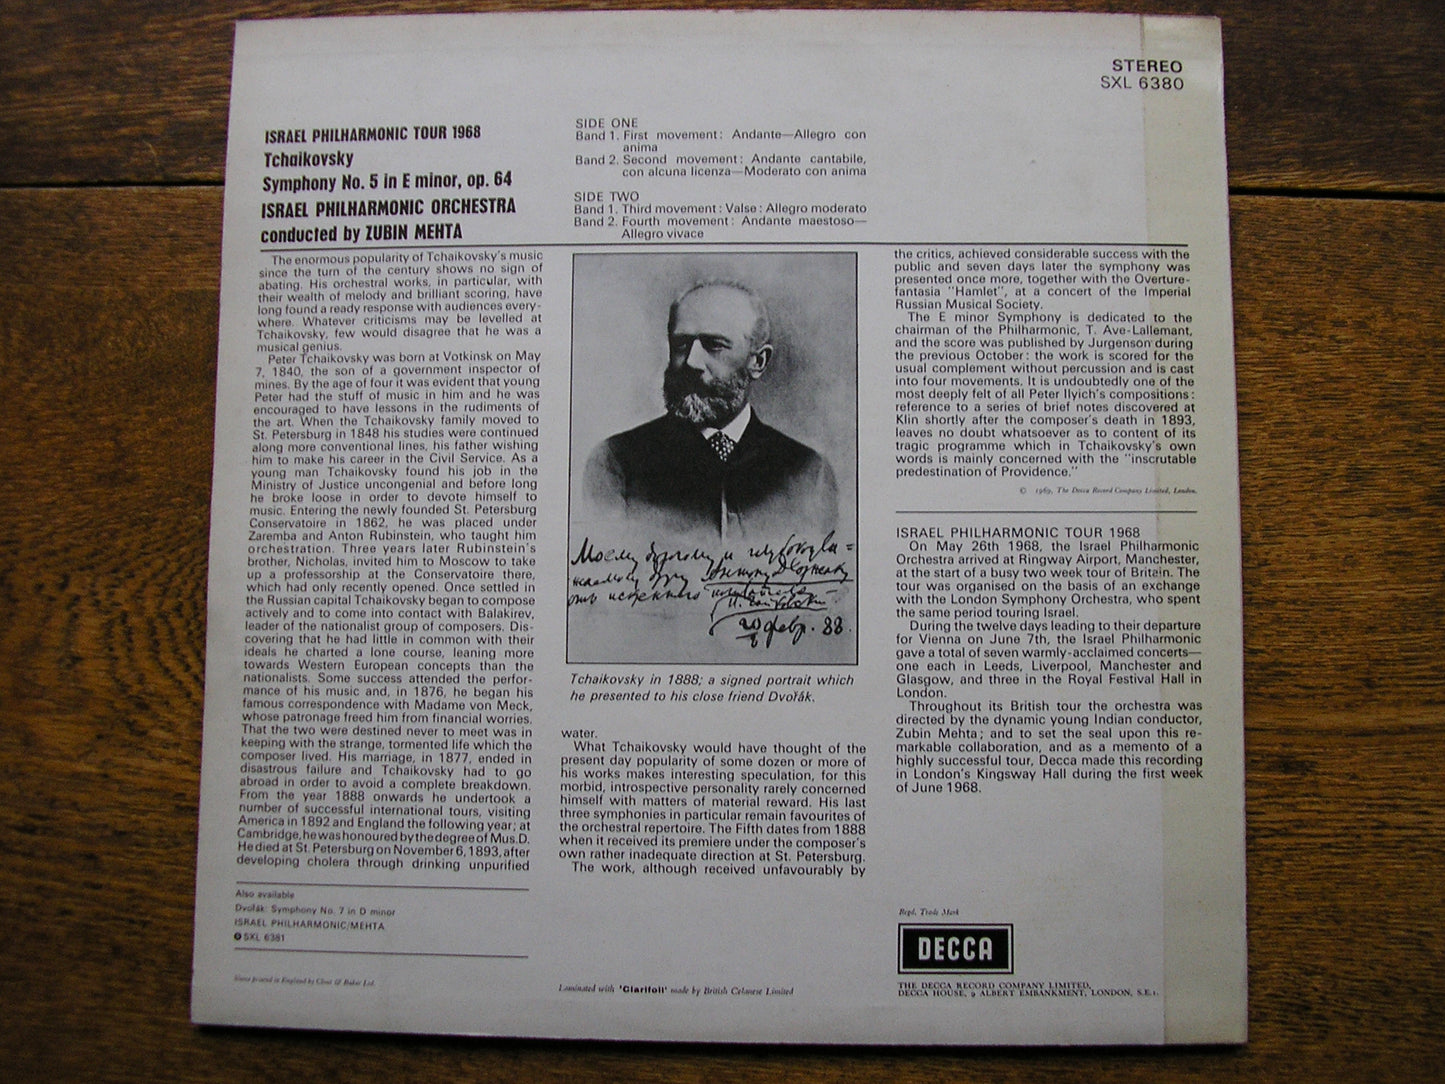 STEREO
SXL 6380
ISRAEL PHILHARMONIC TOUR 1968
Tchaikovsky
Symphony No. 5 in E minor, op. 64
ISRAEL PHILHARMONIC ORCHESTRA
conducted by ZUBIN MEHTA
SIDE ONE
Band 1. First movement: Andante—Allegro con
anima
Band 2. Second movement: Andante cantabile,
con alcuna licenza—Moderato con anima
SIDE TWO
Band 1. Third movement: Valse: Allegro moderato
Band 2. Fourth movement: Andante maestoso—
Allegro vivace
The enormous popularity of Tchaikovsky's music
since the turn of the century shows no sign of
abating. His orchestral works, in particular, with
their wealth of melody and brilliant scoring, have
long found a ready response with audiences every-
where. Whatever criticisms may be levelled at
Tchaikovsky, few would disagree that he was a
musical genius.
Peter Tchaikovsky was born at Votkinsk on May
7, 1840, the son of a government inspector of
mines. By the age of four it was evident that young
Peter had the stuff of music in him and he was
encouraged to have lessons in the rudiments of
the art. When the Tchaikovsky family moved to
St. Petersburg in 1848 his studies were continued
along more conventional lines, his father wishing
him to make his career in the Civil Service. As a
young man Tchaikovsky found his job in the
Ministry of Justice uncongenial and before long
he broke loose in order to devote himself to
music. Entering the newly founded St. Petersburg
Conservatoire in 1862, he was placed under
Zaremba and Anton Rubinstein, who taught him
orchestration. Three years later Rubinstein's
brother, Nicholas, invited him to Moscow to take
up a professorship at the Conservatoire there,
which had only recently opened. Once settled in
the Russian capital Tchaikovsky began to compose
actively and to come into contact with Balakirev,
leader of the nationalist group of composers. Dis-
covering that he had little in common with their
ideals he charted a lone course, leaning more
towards Western European concepts than the
nationalists. Some success attended the perfor-
mance of his music and, in 1876, he began his
famous correspondence with Madame von Meck,
whose patronage freed him from financial worries.
That the two were destined never to meet was in
keeping with the strange, tormented life which the
composer lived. His marriage, in 1877, ended in
disastrous failure and Tchaikovsky had to go
abroad in order to avoid a complete breakdown.
From the year 1888 onwards he undertook a
number of successful international tours, visiting
America in 1892 and England the following year; at
Cambridge, he was honoured by the degree of Mus.D.
He died at St. Petersburg on November 6, 1893, after
developing cholera through drinking unpurified
Also available
Dvořák: Symphony No. 7 in D minor
ISRAEL PHILHARMONIC/MEHTA
SXL 6381
Sleeve printed in England by Clout & Baker Ltd.
Моему дорогому и глубокоува=
жаемому другу Антону Дворжаку
отъ искренняго почитателя
П. Чайковский
20/8 февр. 88.
Tchaikovsky in 1888; a signed portrait which
he presented to his close friend Dvořák.
water.
What Tchaikovsky would have thought of the
present day popularity of some dozen or more of
his works makes interesting speculation, for this
morbid, introspective personality rarely concerned
himself with matters of material reward. His last
three symphonies in particular remain favourites of
the orchestral repertoire. The Fifth dates from 1888
when it received its premiere under the composer's
own rather inadequate direction at St. Petersburg.
The work, although received unfavourably by
Laminated with 'Clarifoil' made by British Celanese Limited
the critics, achieved considerable success with the
public and seven days later the symphony was
presented once more, together with the Overture-
fantasia "Hamlet", at a concert of the Imperial
Russian Musical Society.
The E minor Symphony is dedicated to the
chairman of the Philharmonic, T. Ave-Lallemant,
and the score was published by Jurgenson during
the previous October: the work is scored for the
usual complement without percussion and is cast
into four movements. It is undoubtedly one of the
most deeply felt of all Peter Ilyich's compositions:
reference to a series of brief notes discovered at
Klin shortly after the composer's death in 1893,
leaves no doubt whatsoever as to content of its
tragic programme which in Tchaikovsky's own
words is mainly concerned with the "inscrutable
predestination of Providence."
© 1969, The Decca Record Company Limited, London.
ISRAEL PHILHARMONIC TOUR 1968
On May 26th 1968, the Israel Philharmonic
Orchestra arrived at Ringway Airport, Manchester,
at the start of a busy two week tour of Britain. The
tour was organised on the basis of an exchange
with the London Symphony Orchestra, who spent
the same period touring Israel.
During the twelve days leading to their departure
for Vienna on June 7th, the Israel Philharmonic
gave a total of seven warmly-acclaimed concerts—
one each in Leeds, Liverpool, Manchester and
Glasgow, and three in the Royal Festival Hall in
London.
Throughout its British tour the orchestra was
directed by the dynamic young Indian conductor,
Zubin Mehta; and to set the seal upon this re-
markable collaboration, and as a memento of a
highly successful tour, Decca made this recording
in London's Kingsway Hall during the first week
of June 1968.
Regd. Trade Mark
DECCA
THE DECCA RECORD COMPANY LIMITED,
DECCA HOUSE, 9 ALBERT EMBANKMENT, LONDON, S.E.1.